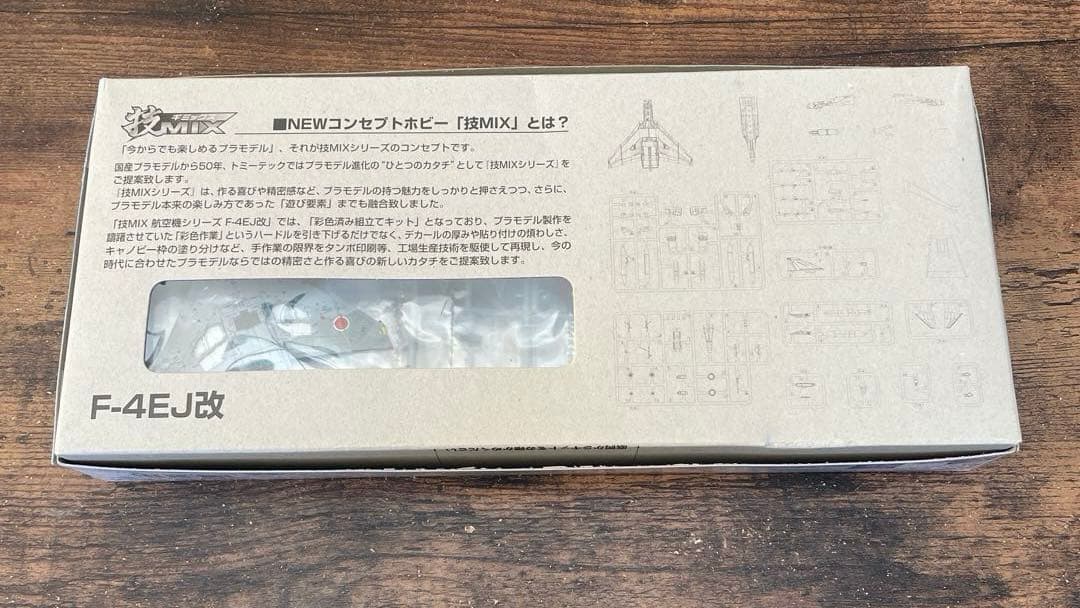 技MIX
ギミックス
■NEWコンセプトホビー「技MIX」とは？
「今からでも楽しめるプラモデル」、それが技MIXシリーズのコンセプトです。
国産プラモデルから50年、トミーテックではプラモデル進化の"ひとつのカタチ"として『技MIXシリーズ』を
ご提案致します。
『技MIXシリーズ』は、作る喜びや精密感など、プラモデルの持つ魅力をしっかりと押さえつつ、さらに、
プラモデル本来の楽しみ方であった「遊び要素」までも融合致しました。
「技MIX 航空機シリーズ F-4EJ改」では、「彩色済み組立てキット」となっており、プラモデル製作を
躊躇させていた「彩色作業」というハードルを引き下げるだけでなく、デカールの厚みや貼り付けの煩わしさ、
キャノピー枠の塗り分けなど、手作業の限界をタンポ印刷等、工場生産技術を駆使して再現し、今の
時代に合わせたプラモデルならではの精密さと作る喜びの新しいカタチをご提案致します。
F-4EJ改